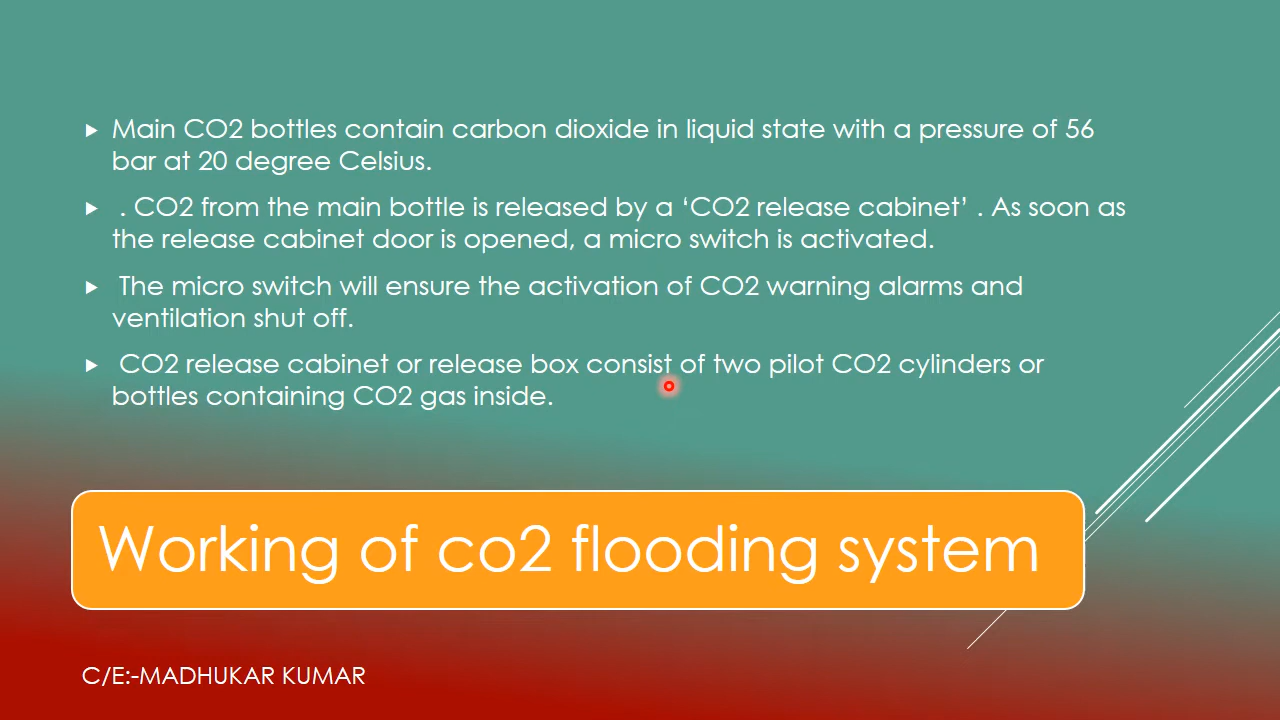 Main CO2 bottles contain carbon dioxide in liquid state with a pressure of 56
bar at 20 degree Celsius.
. CO2 from the main bottle is released by a ‘CO2 release cabinet’ . As soon as
the release cabinet door is opened, a micro switch is activated.
The micro switch will ensure the activation of CO2 warning alarms and
ventilation shut off.
CO2 release cabinet or release box consist of two pilot CO2 cylinders or
bottles containing CO2 gas inside.
Working of co2 flooding system
C/E:-MADHUKAR KUMAR